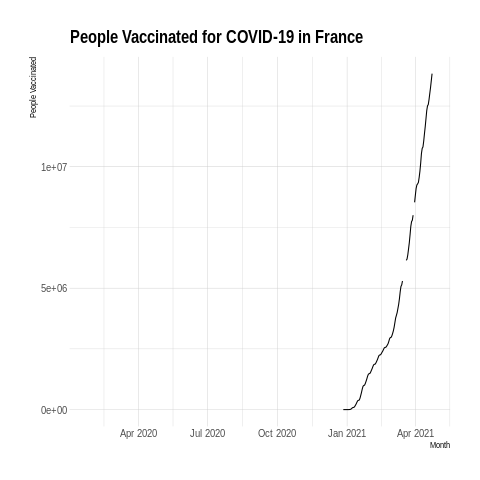 People Vaccinated for COVID-19 in France
People Vaccinated
1e+07
5e+06
0e+00
Apr 2020 Jul 2020 Oct 2020 Jan 2021 Apr 2021
Month